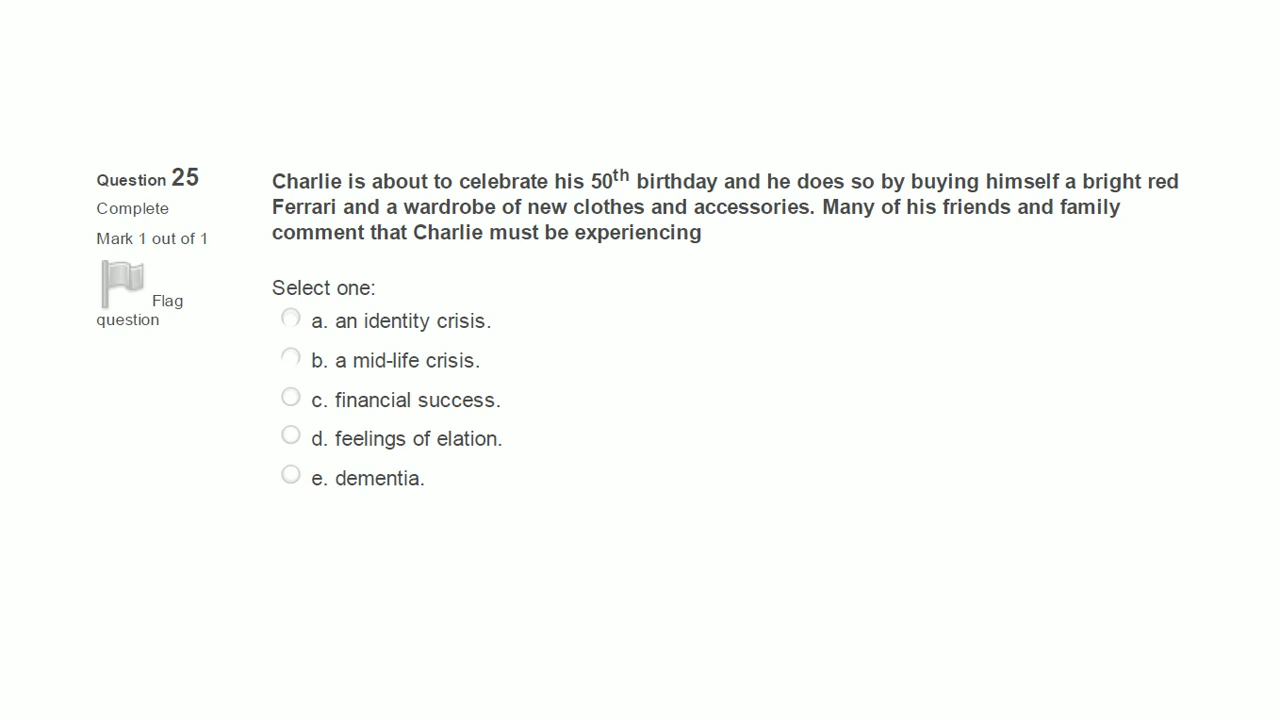 Question 25
Complete
Mark 1 out of 1
Flag
question
Charlie is about to celebrate his 50th birthday and he does so by buying himself a bright red
Ferrari and a wardrobe of new clothes and accessories. Many of his friends and family
comment that Charlie must be experiencing
Select one:
a. an identity crisis.
b. a mid-life crisis.
c. financial success.
d. feelings of elation.
e. dementia.